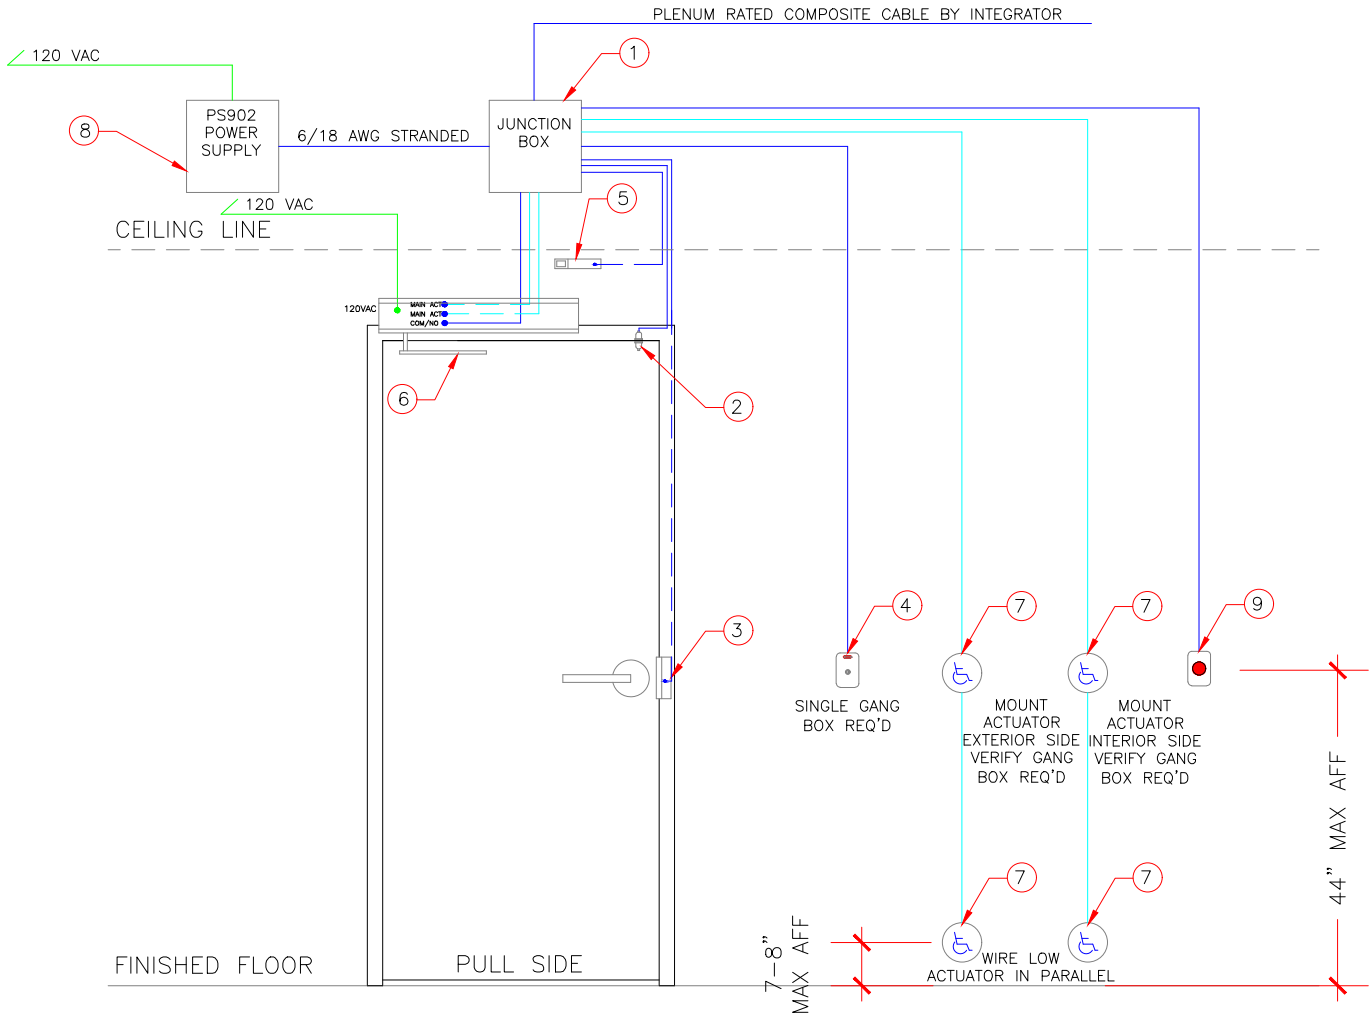 PLENUM RATED COMPOSITE CABLE BY INTEGRATOR
120 VAC
1
PS902
POWER
SUPPLY
8
6/18 AWG STRANDED
JUNCTION
BOX
120 VAC
5
CEILING LINE
120VAC
MAIN ACT
MAIN ACT
COM/NO
6
2
3
4
7
7
9
SINGLE GANG
BOX REQ'D
MOUNT
ACTUATOR
EXTERIOR SIDE
VERIFY GANG
BOX REQ'D
MOUNT
ACTUATOR
INTERIOR SIDE
VERIFY GANG
BOX REQ'D
44" MAX AFF
7
7
7-8"
MAX AFF
WIRE LOW
ACTUATOR IN PARALLEL
FINISHED FLOOR
PULL SIDE